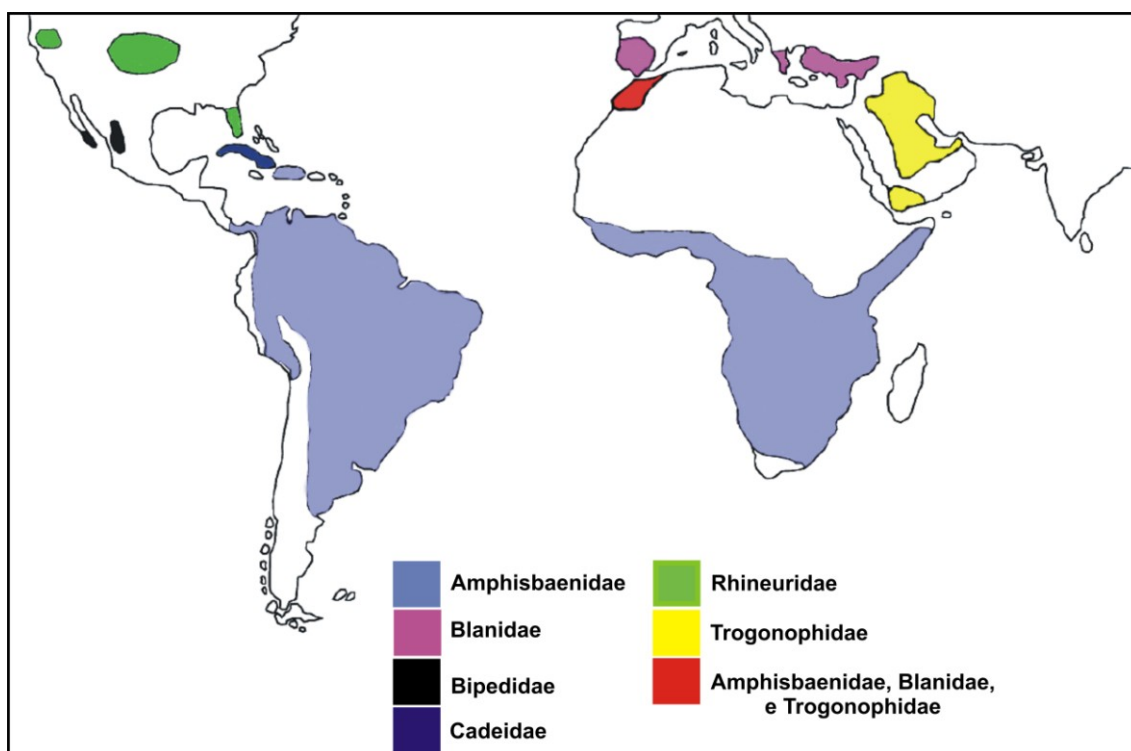 Amphisbaenidae
Blanidae
Bipedidae
Cadeidae
Rhineuridae
Trogonophidae
Amphisbaenidae, Blanidae,
e Trogonophidae